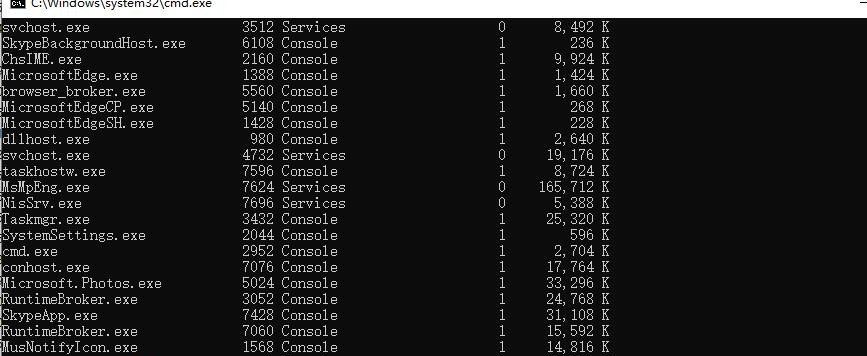 C:\Windows\system32\cmd.exe
svchost.exe 3512 Services 0 8,492 K
SkypeBackgroundHost.exe 6108 Console 1 236 K
ChsIME.exe 2160 Console 1 9,924 K
MicrosoftEdge.exe 1388 Console 1 1,424 K
browser_broker.exe 5560 Console 1 1,660 K
MicrosoftEdgeCP.exe 5140 Console 1 268 K
MicrosoftEdgeSH.exe 1428 Console 1 228 K
dllhost.exe 980 Console 1 2,640 K
svchost.exe 4732 Services 0 19,176 K
taskhostw.exe 7596 Console 1 8,724 K
MsMpEng.exe 7624 Services 0 165,712 K
NisSrv.exe 7696 Services 0 5,388 K
Taskmgr.exe 3432 Console 1 25,320 K
SystemSettings.exe 2044 Console 1 596 K
cmd.exe 2952 Console 1 2,704 K
conhost.exe 7076 Console 1 17,764 K
Microsoft.Photos.exe 5024 Console 1 33,296 K
RuntimeBroker.exe 3052 Console 1 24,768 K
SkypeApp.exe 7428 Console 1 31,108 K
RuntimeBroker.exe 7060 Console 1 15,592 K
MusNotifyIcon.exe 1568 Console 1 14,816 K